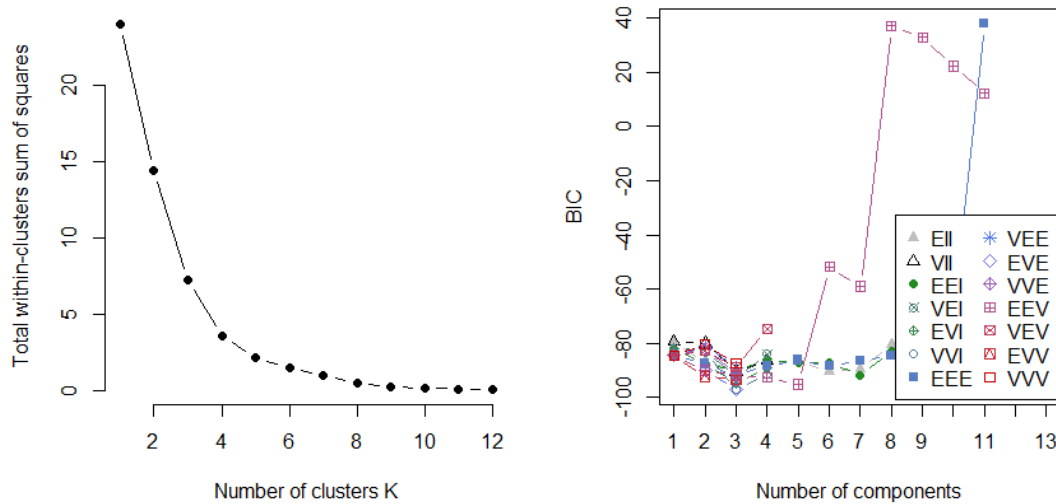 Total within-clusters sum of squares
20
15
10
5
0
2 4 6 8 10 12
Number of clusters K
BIC
40
20
0
-20
-60
-80
-100
1 2 3 4 5 6 7 8 9 11 13
Number of components
EII VEE
VII EVE
EEI VVE
VEI EEV
EVI VEV
VVI EVV
EEE VVV